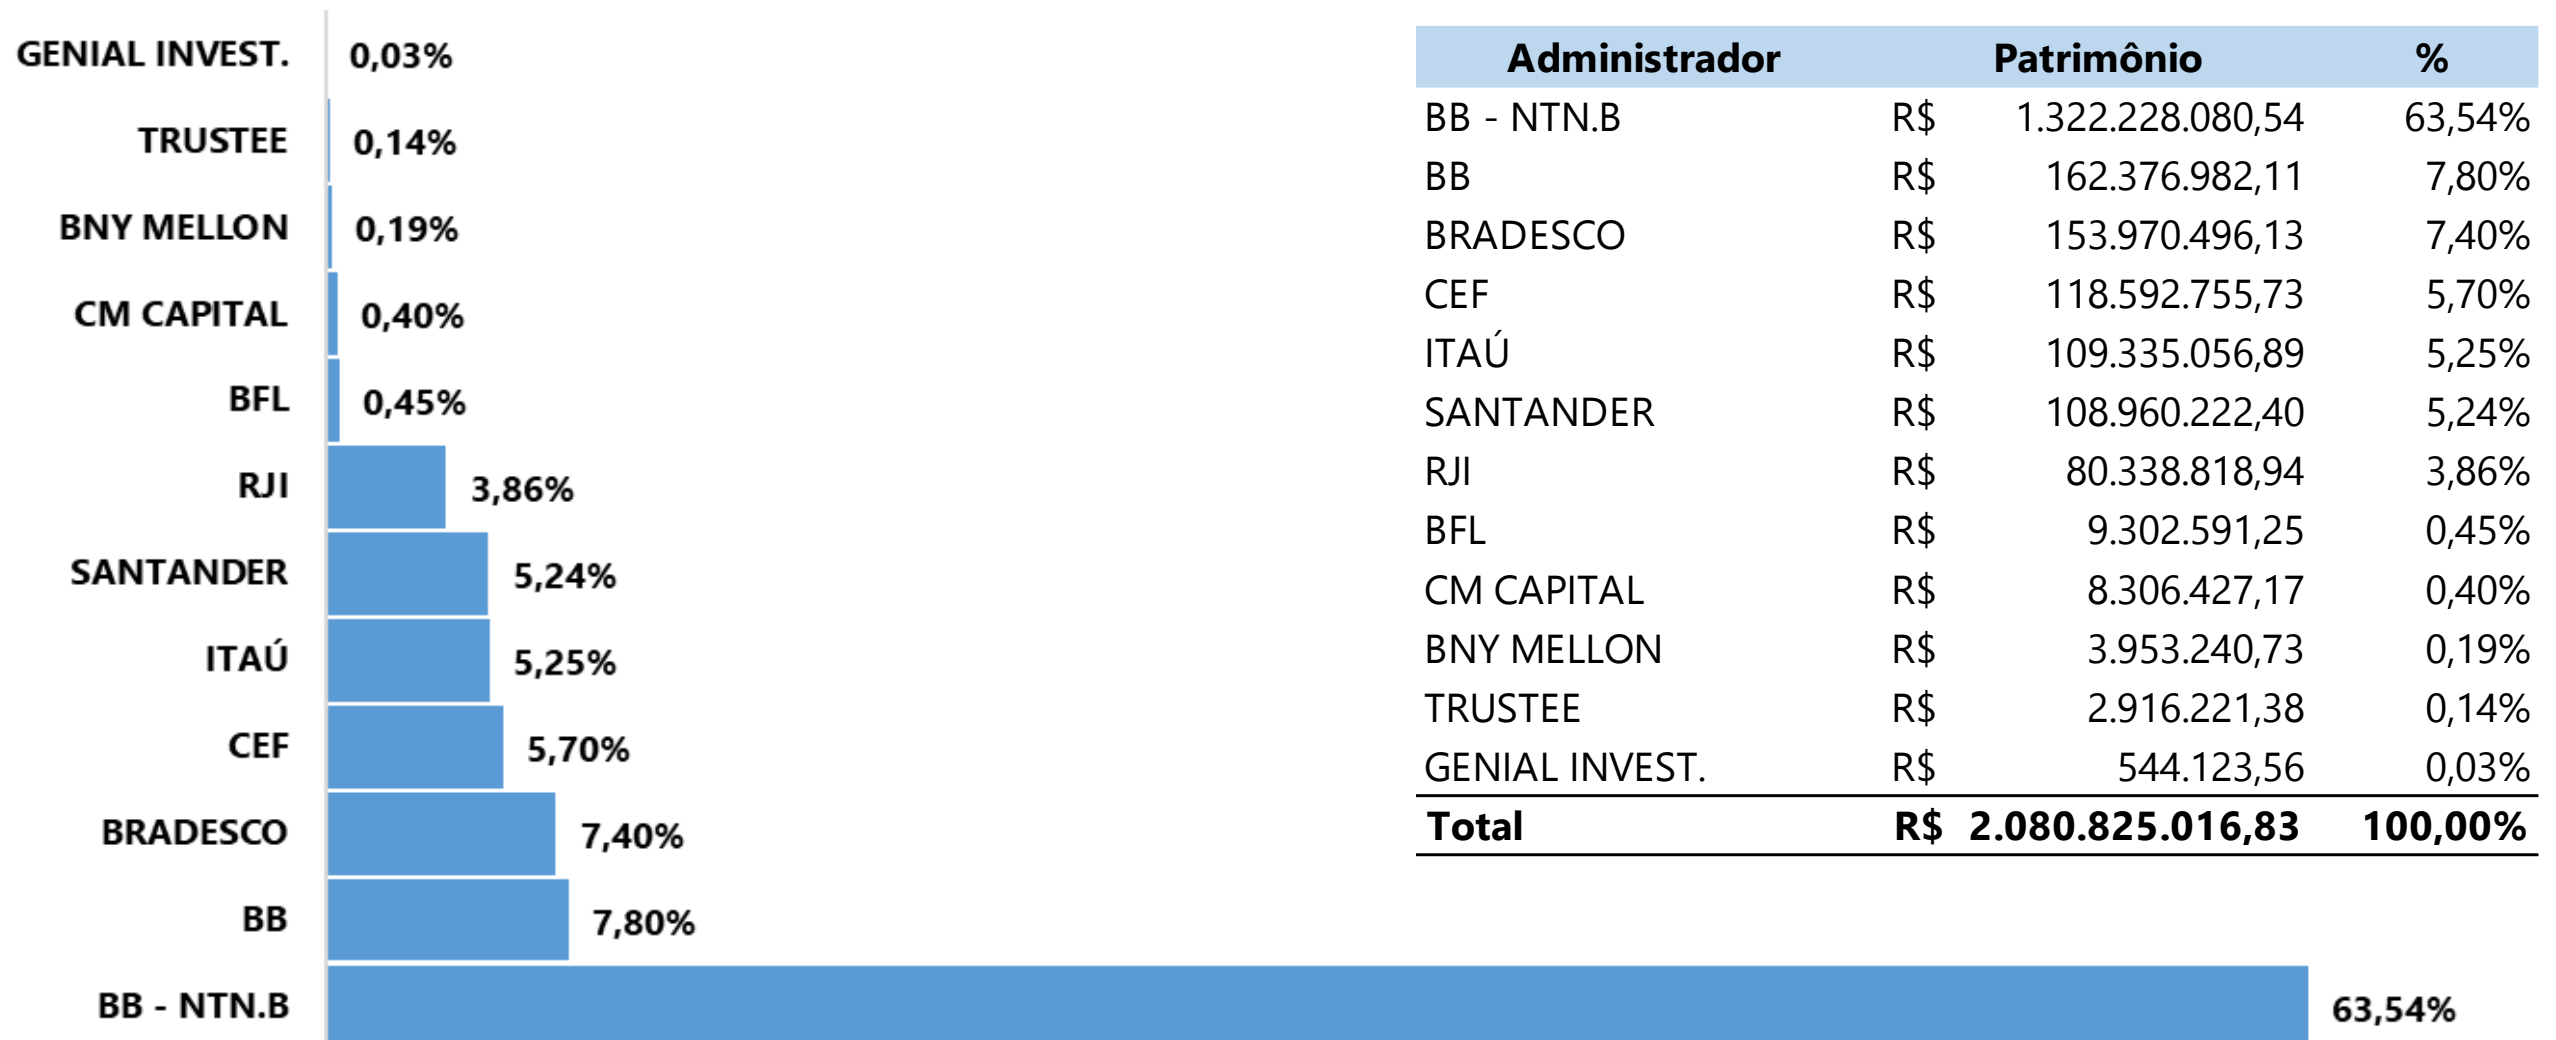 GENIAL INVEST. 0,03%
TRUSTEE 0,14%
BNY MELLON 0,19%
CM CAPITAL 0,40%
BFL 0,45%
RJI 3,86%
SANTANDER 5,24%
ITAÚ 5,25%
CEF 5,70%
BRADESCO 7,40%
BB 7,80%
BB - NTN.B 63,54%
Administrador Patrimônio %
BB - NTN.B R$ 1.322.228.080,54 63,54%
BB R$ 162.376.982,11 7,80%
BRADESCO R$ 153.970.496,13 7,40%
CEF R$ 118.592.755,73 5,70%
ITAÚ R$ 109.335.056,89 5,25%
SANTANDER R$ 108.960.222,40 5,24%
RJI R$ 80.338.818,94 3,86%
BFL R$ 9.302.591,25 0,45%
CM CAPITAL R$ 8.306.427,17 0,40%
BNY MELLON R$ 3.953.240,73 0,19%
TRUSTEE R$ 2.916.221,38 0,14%
GENIAL INVEST. R$ 544.123,56 0,03%
Total R$ 2.080.825.016,83 100,00%